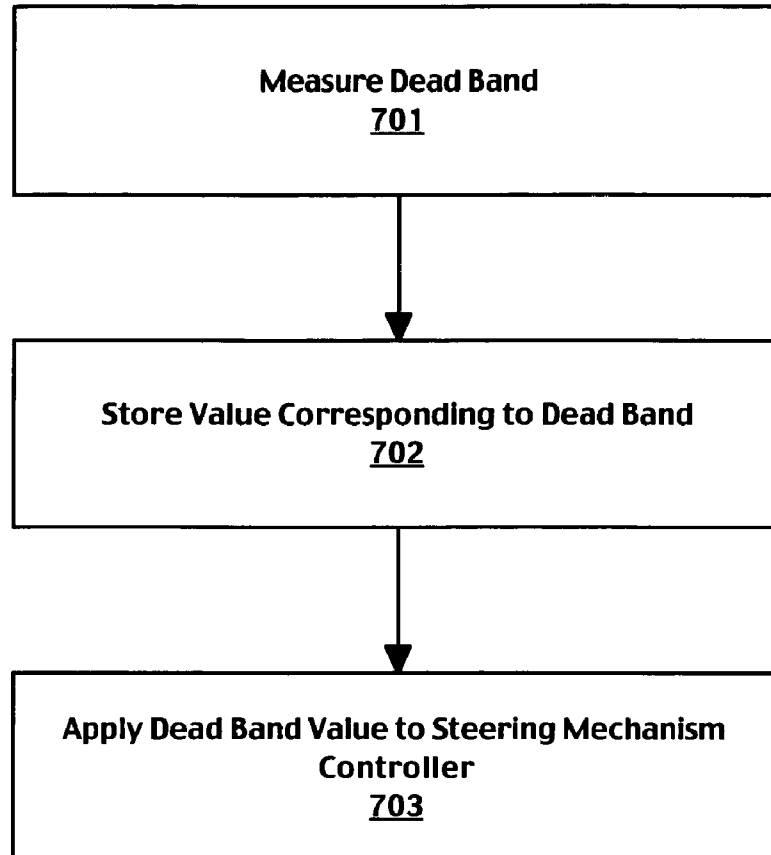 Measure Dead Band
701
Store Value Corresponding to Dead Band
702
Apply Dead Band Value to Steering Mechanism
Controller
703